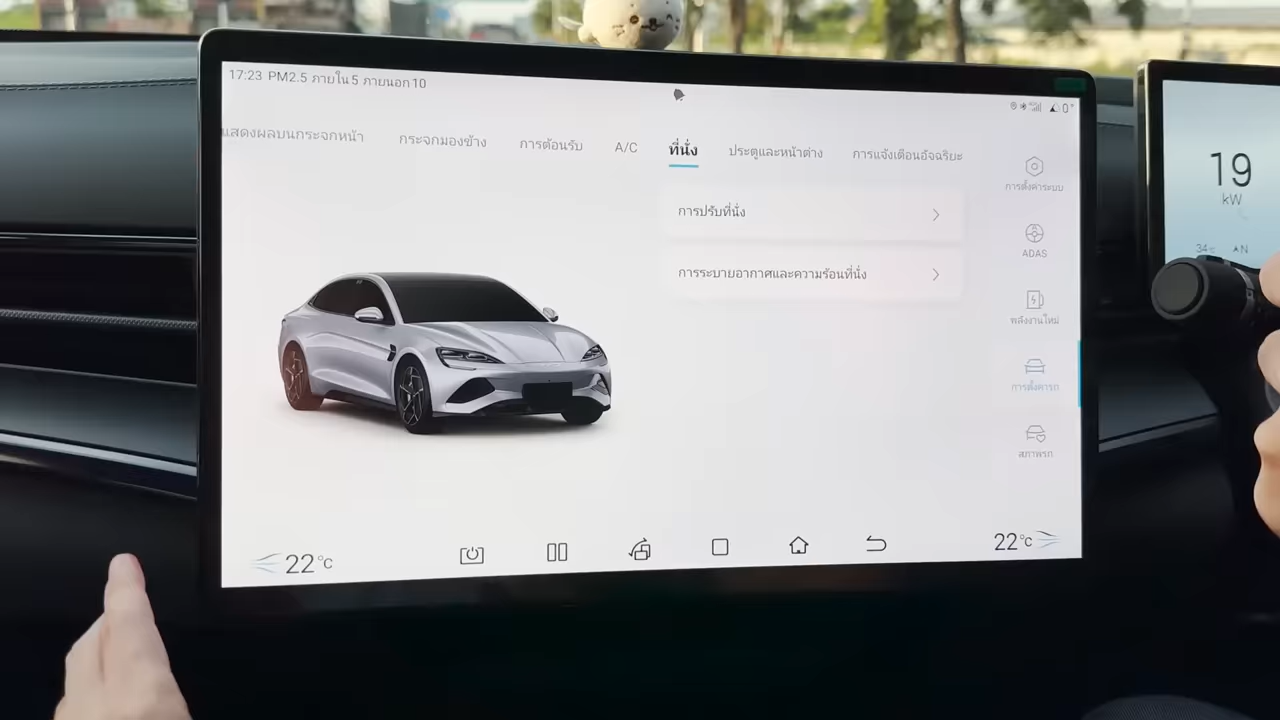 17:23 PM2.5 ภายใน 5 ภายนอก 10
0°
แสดงผลบนกระจกหน้า กระจกมองข้าง การต้อนรับ A/C ที่นั่ง ประตูและหน้าต่าง การแจ้งเตือนอัจฉริยะ
การปรับที่นั่ง
การระบายอากาศและความร้อนที่นั่ง
การตั้งค่าระบบ
ADAS
พลังงานใหม่
การตั้งค่ารถ
สภาพรถ
22°C
22°C
19
kW
34°C N